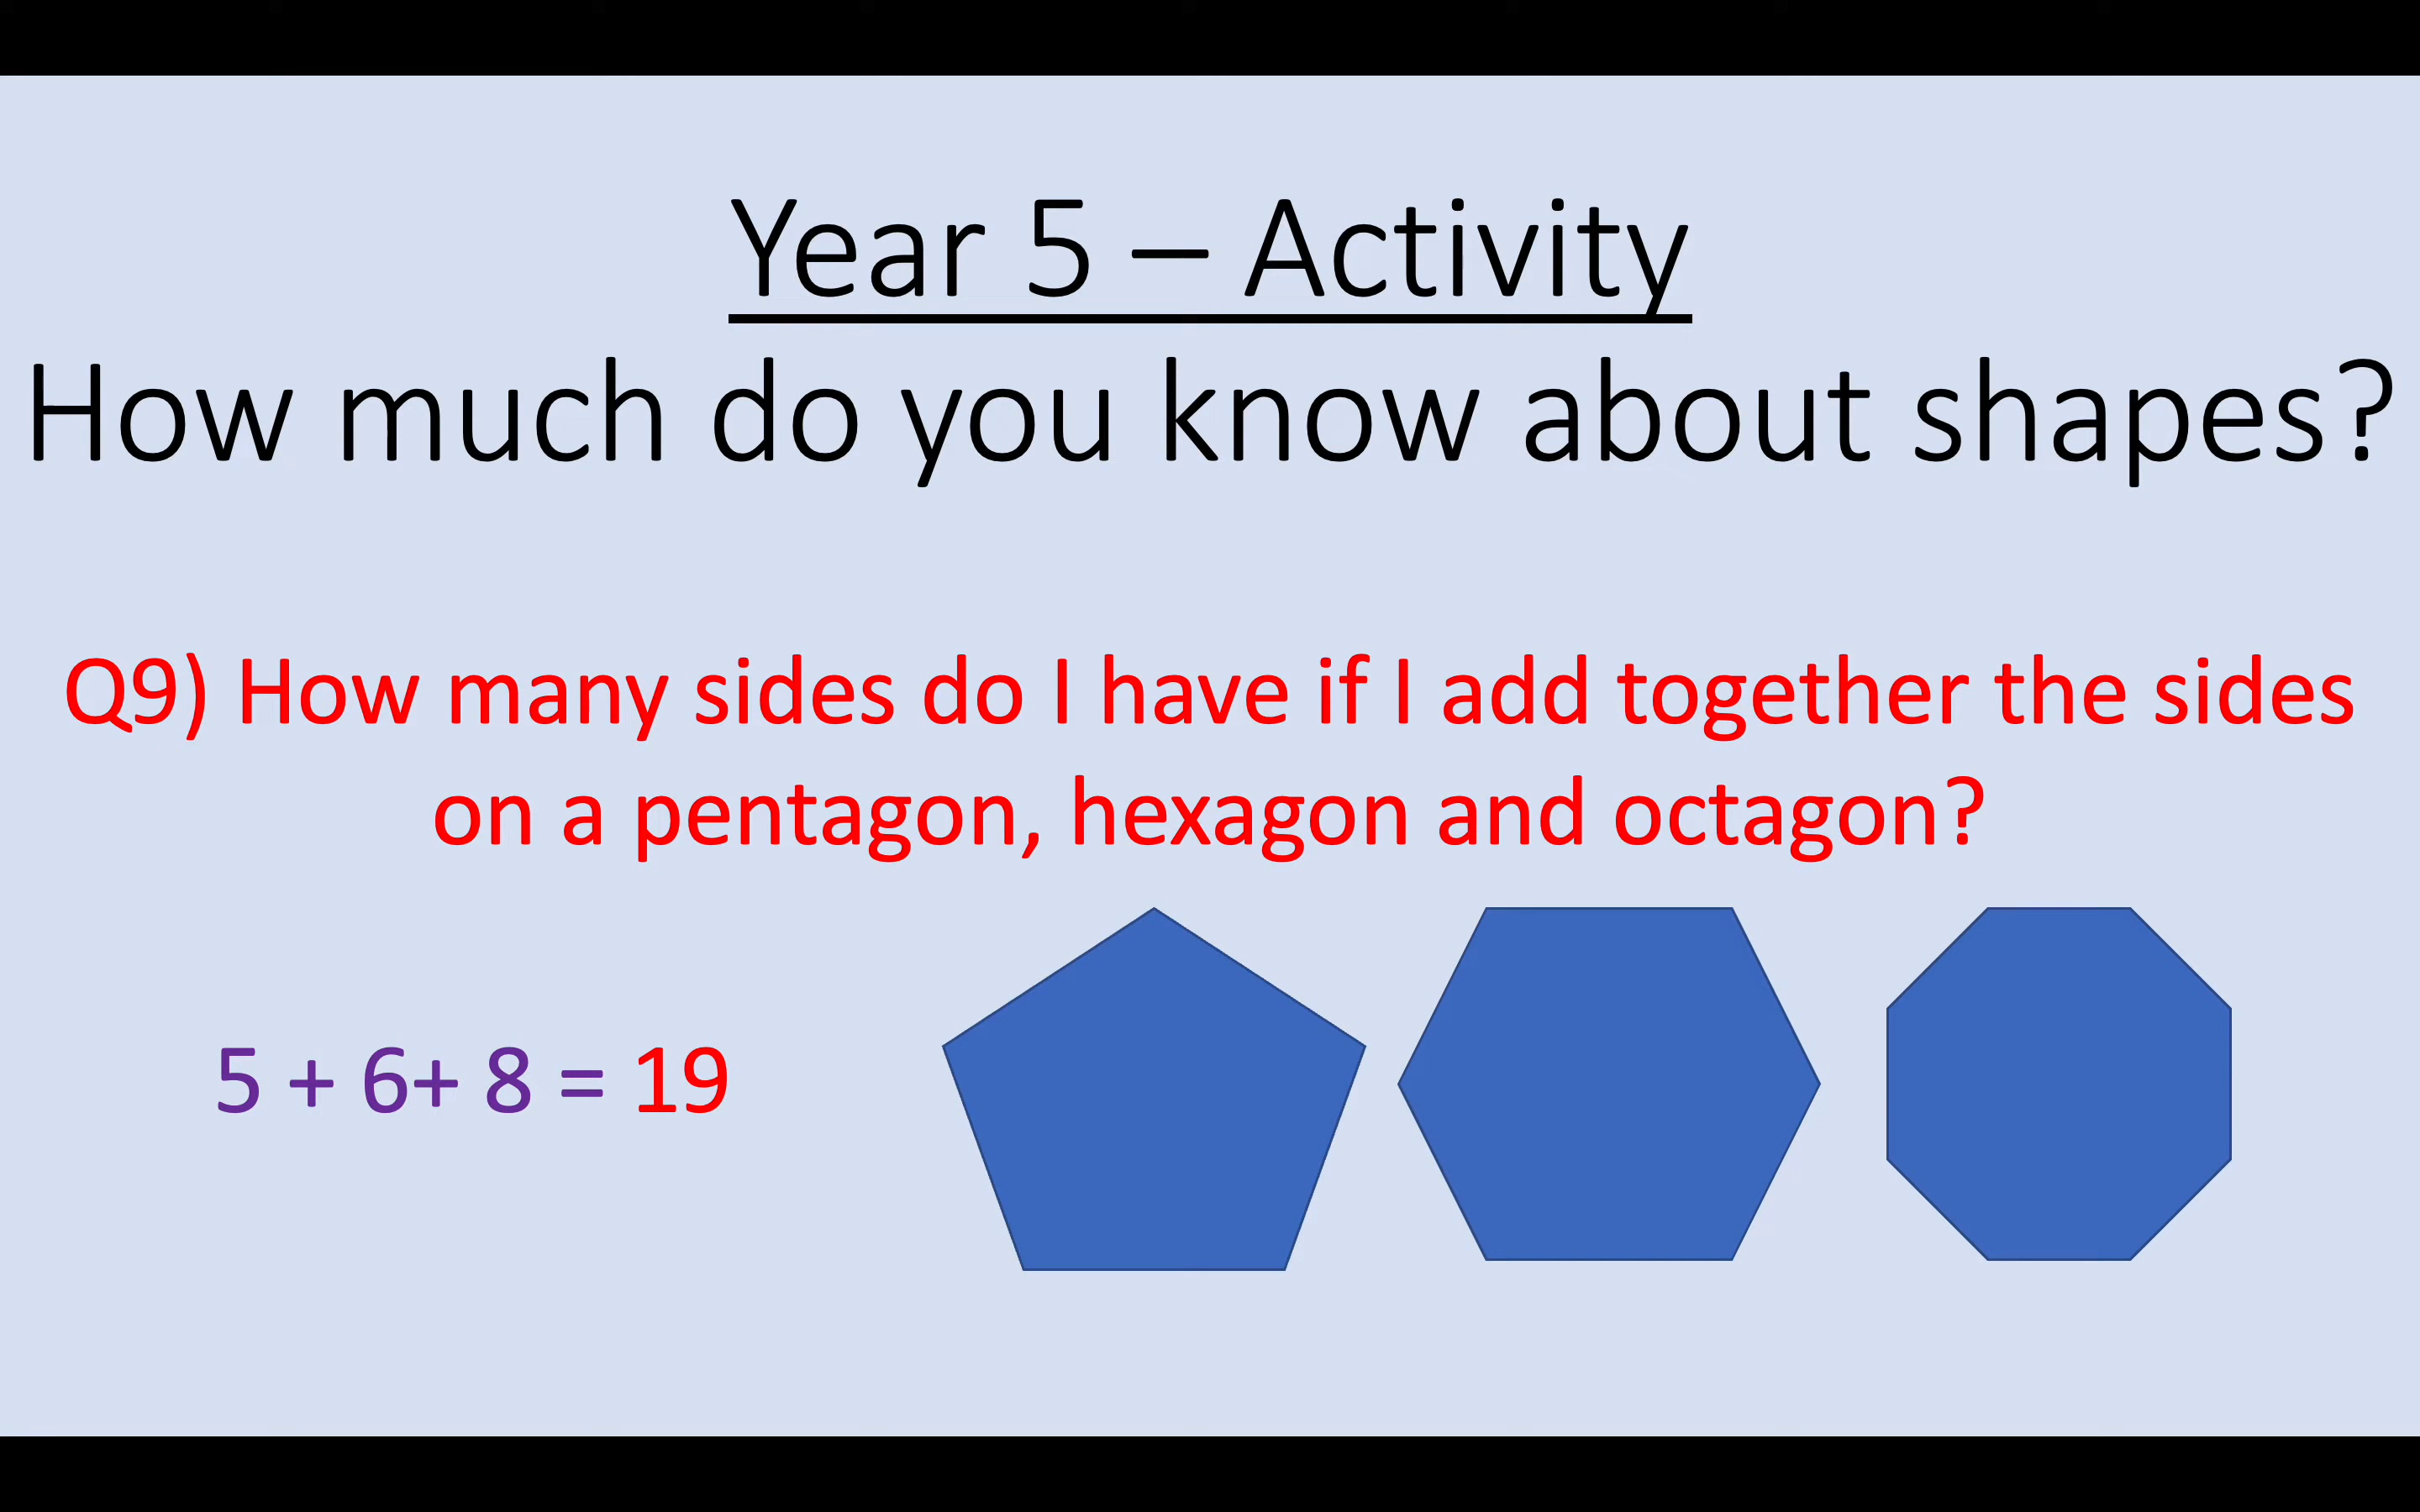 Year 5 – Activity
How much do you know about shapes?
Q9) How many sides do I have if I add together the sides
on a pentagon, hexagon and octagon?
5 + 6+ 8 = 19